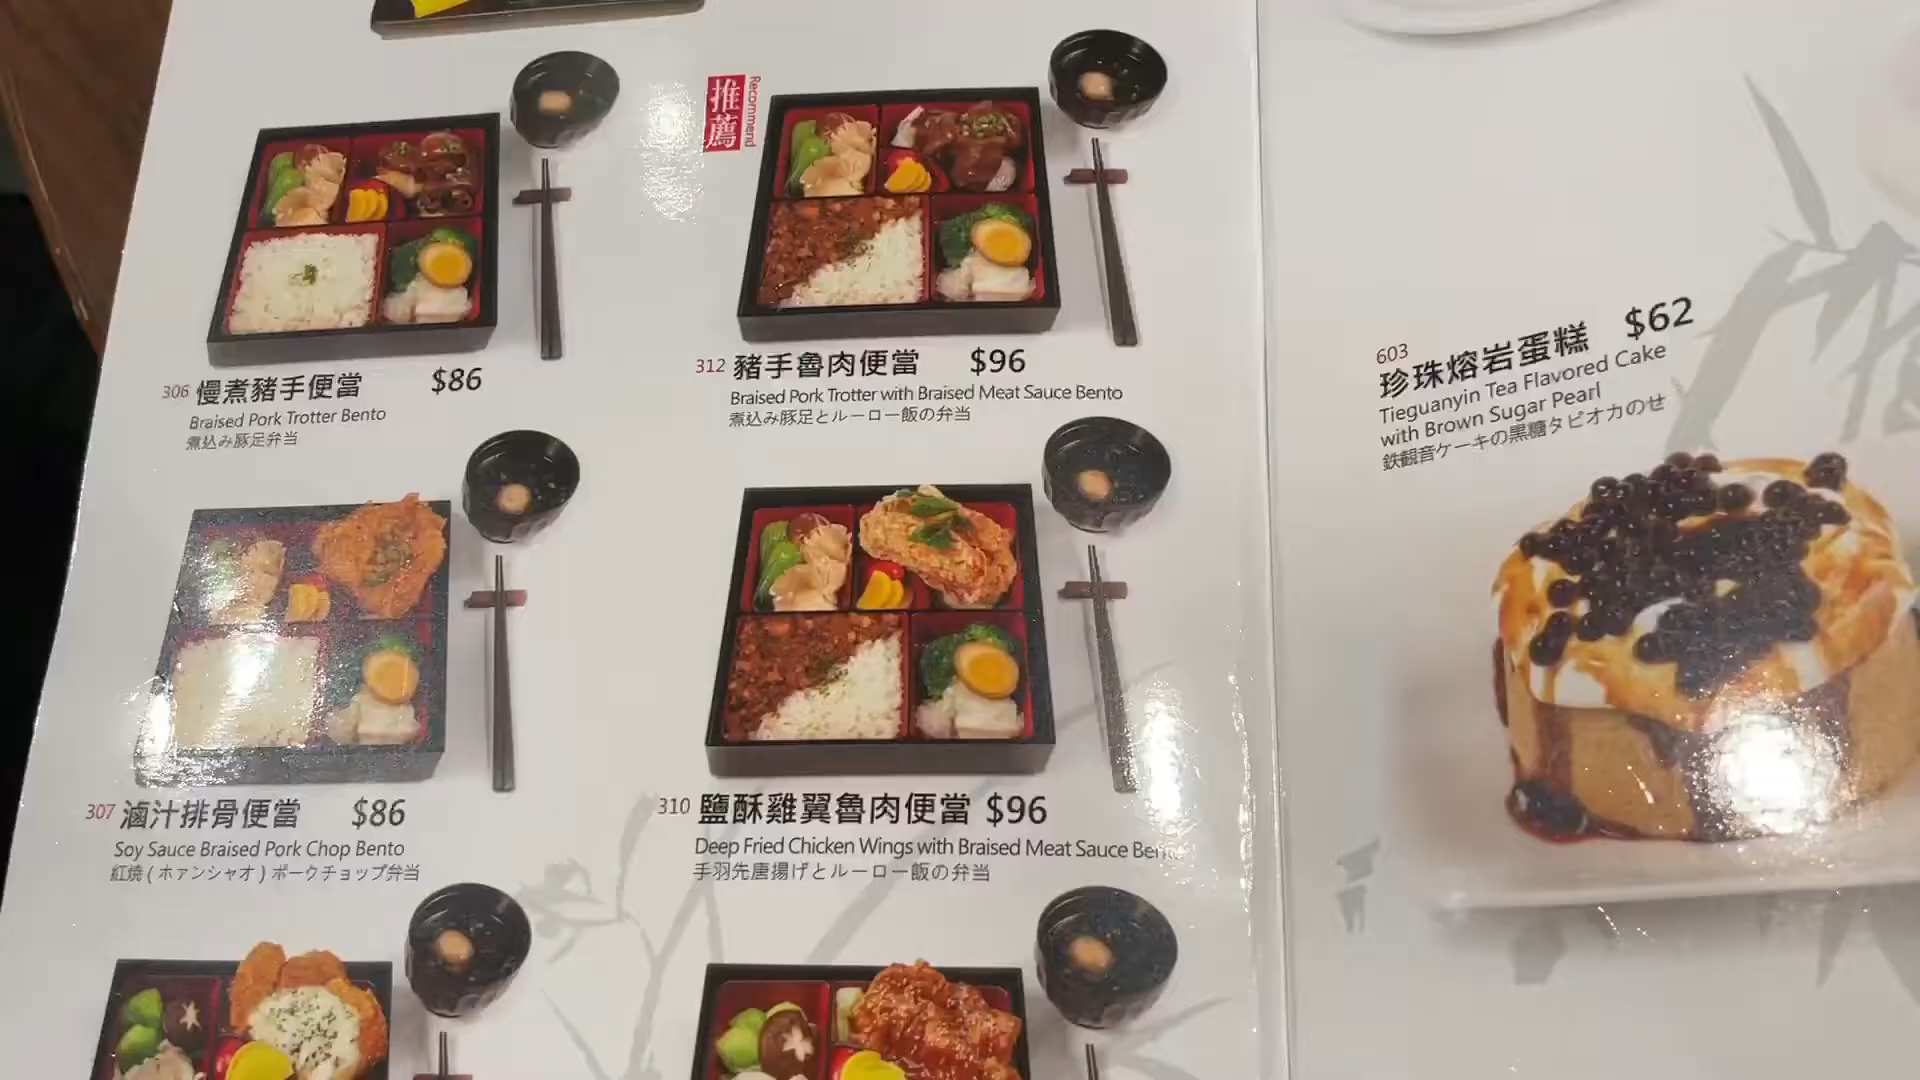 推薦
Recommend
306 慢煮豬手便當 $86
Braised Pork Trotter Bento
煮込み豚足弁当
312 豬手魯肉便當 $96
Braised Pork Trotter with Braised Meat Sauce Bento
煮込み豚足とルーロー飯の弁当
307 滷汁排骨便當 $86
Soy Sauce Braised Pork Chop Bento
紅燒(ホァンシャオ)ポークチョップ弁当
310 鹽酥雞翼魯肉便當 $96
Deep Fried Chicken Wings with Braised Meat Sauce
手羽先唐揚げとルーロー飯の弁当
603 $62
珍珠熔岩蛋糕
Tieguanyin Tea Flavored Cake
with Brown Sugar Pearl
鉄観音ケーキの黒糖タピオカのせ